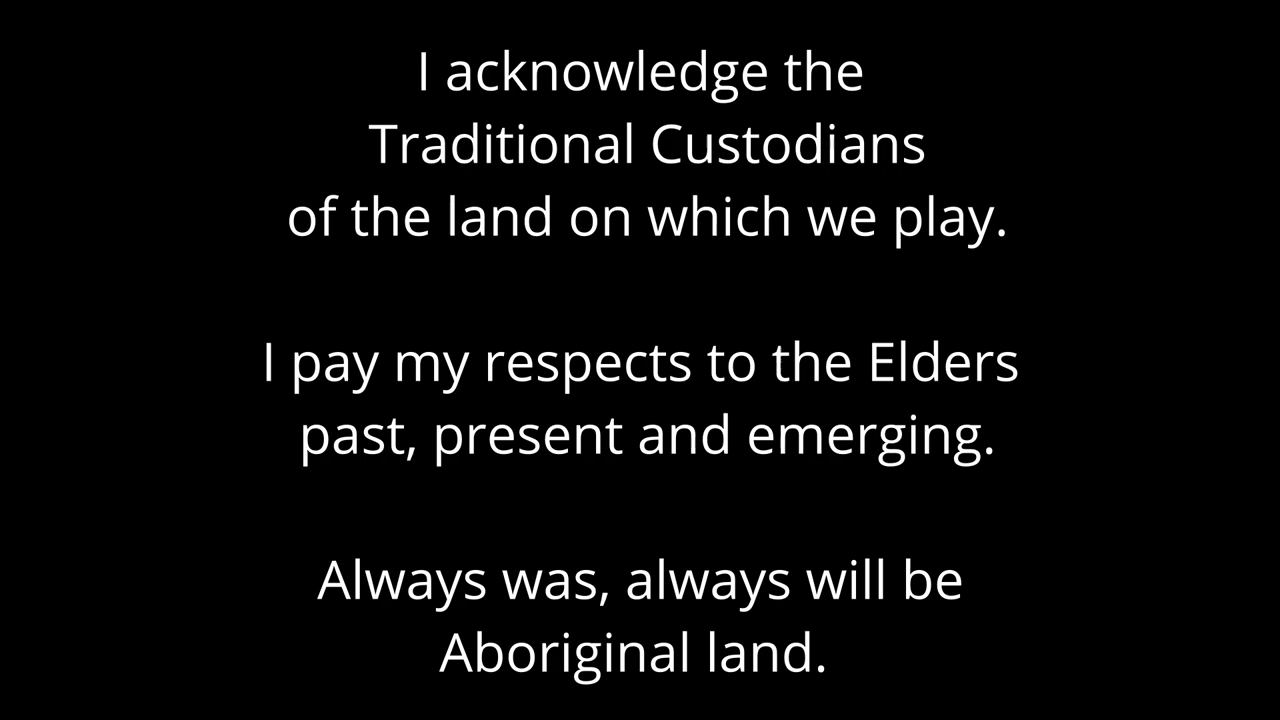 I acknowledge the
Traditional Custodians
of the land on which we play.
I pay my respects to the Elders
past, present and emerging.
Always was, always will be
Aboriginal land.